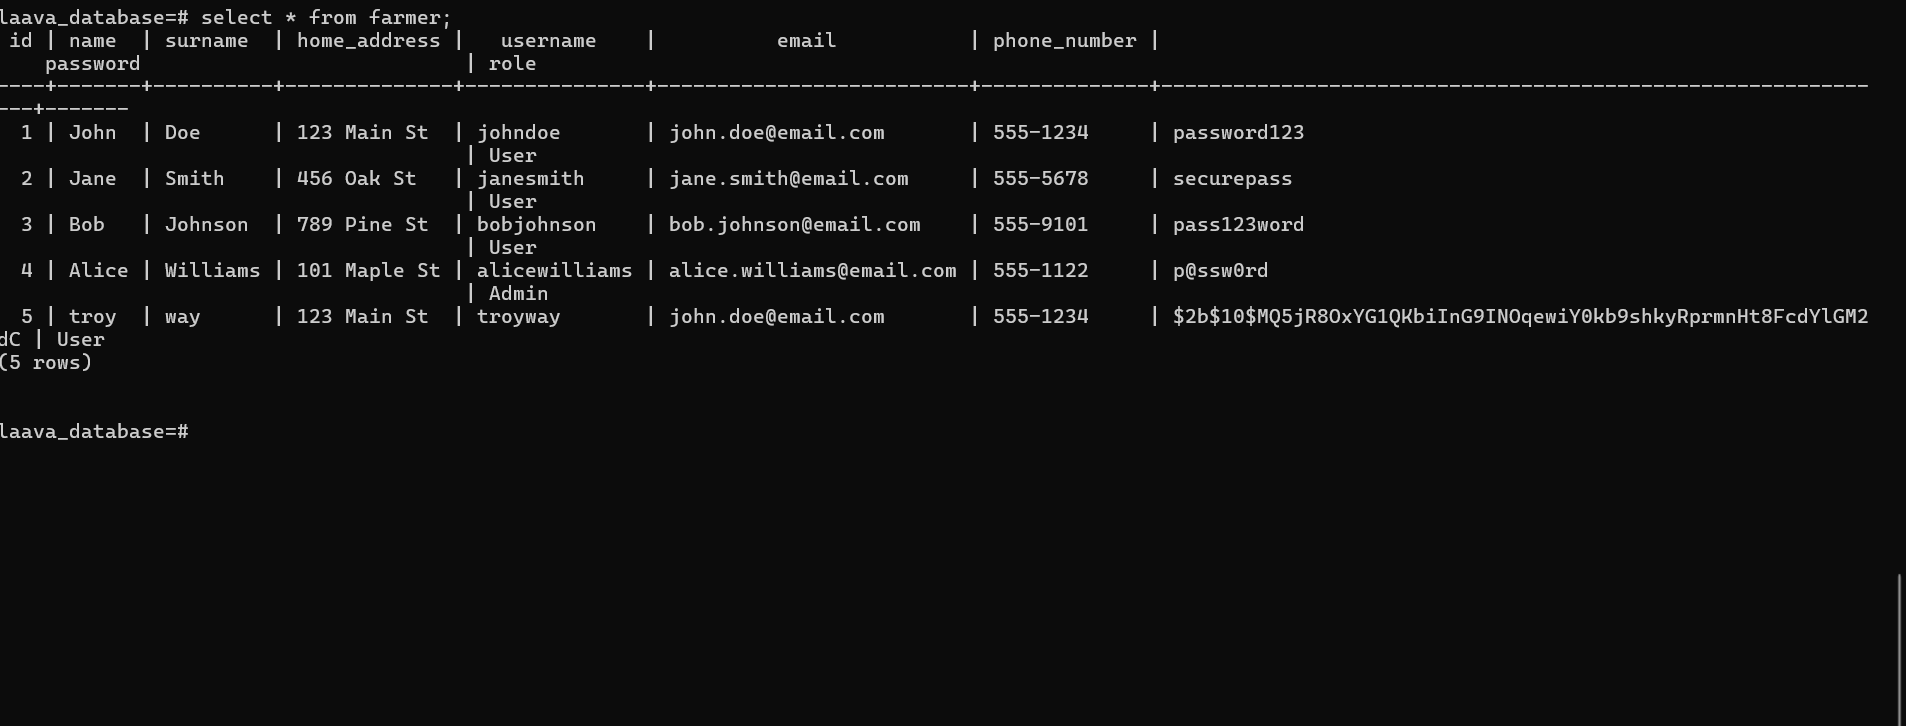 laava_database=# select * from farmer;
 id | name  | surname  | home_address |   username    |          email           | phone_number |
    password                           | role
----+-------+----------+--------------+---------------+--------------------------+--------------+-----------------------------------------------------------
---+-------
  1 | John  | Doe      | 123 Main St  | johndoe       | john.doe@email.com       | 555-1234     | password123
                                       | User
  2 | Jane  | Smith    | 456 Oak St   | janesmith     | jane.smith@email.com     | 555-5678     | securepass
                                       | User
  3 | Bob   | Johnson  | 789 Pine St  | bobjohnson    | bob.johnson@email.com    | 555-9101     | pass123word
                                       | User
  4 | Alice | Williams | 101 Maple St | alicewilliams | alice.williams@email.com | 555-1122     | p@ssw0rd
                                       | Admin
  5 | troy  | way      | 123 Main St  | troyway       | john.doe@email.com       | 555-1234     | $2b$10$MQ5jR8OxYG1QKbiInG9INOqewiY0kb9shkyRprmnHt8FcdYlGM2
dC | User
(5 rows)
laava_database=#